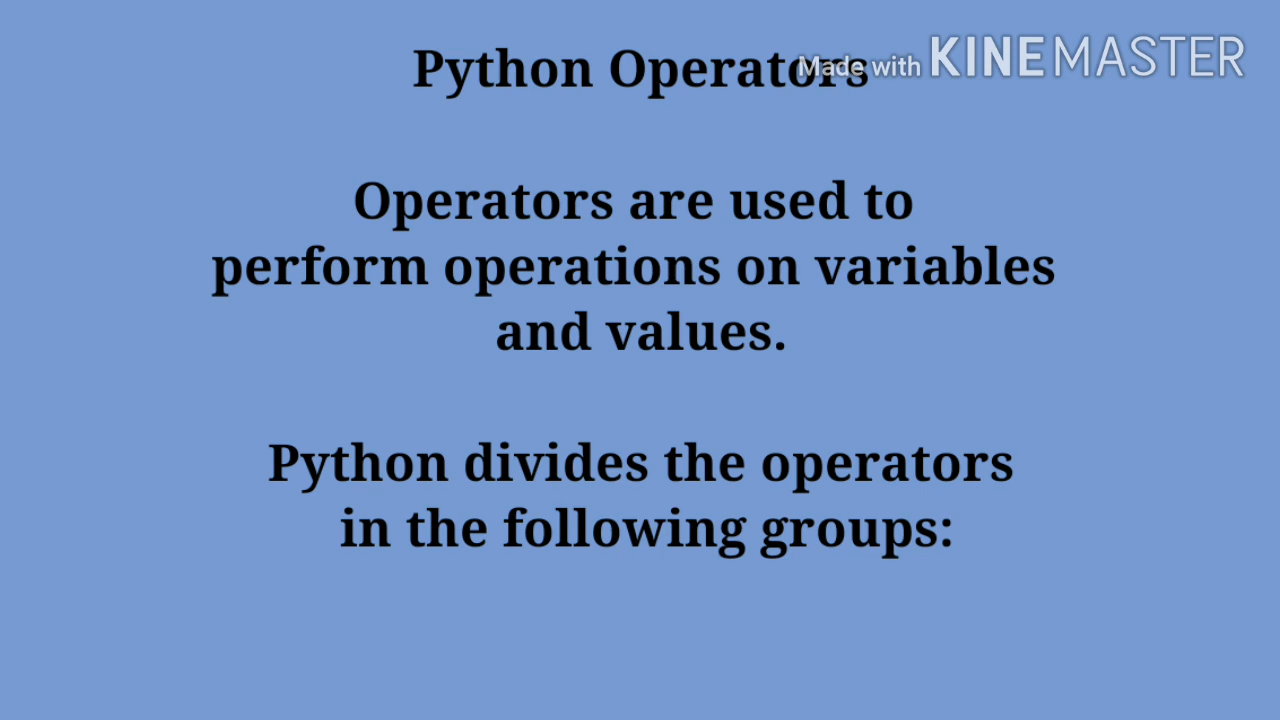 Python Operators
Made with KINEMASTER
Operators are used to
perform operations on variables
and values.
Python divides the operators
in the following groups: